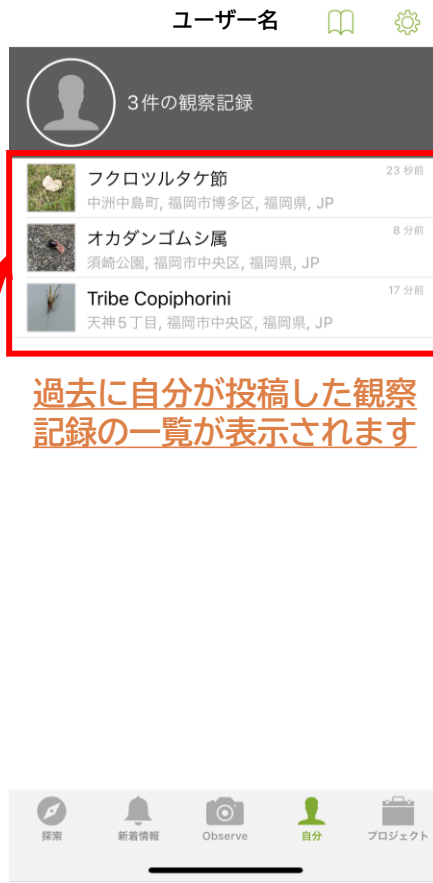 ユーザー名
3件の観察記録
フクロツルタケ節
23 秒前
中洲中島町, 福岡市博多区, 福岡県, JP
オカダンゴムシ属
8 分前
須崎公園, 福岡市中央区, 福岡県, JP
Tribe Copiphorini
17 分前
天神5丁目, 福岡市中央区, 福岡県, JP
過去に自分が投稿した観察
記録の一覧が表示されます
探索 新着情報 Observe 自分 プロジェクト